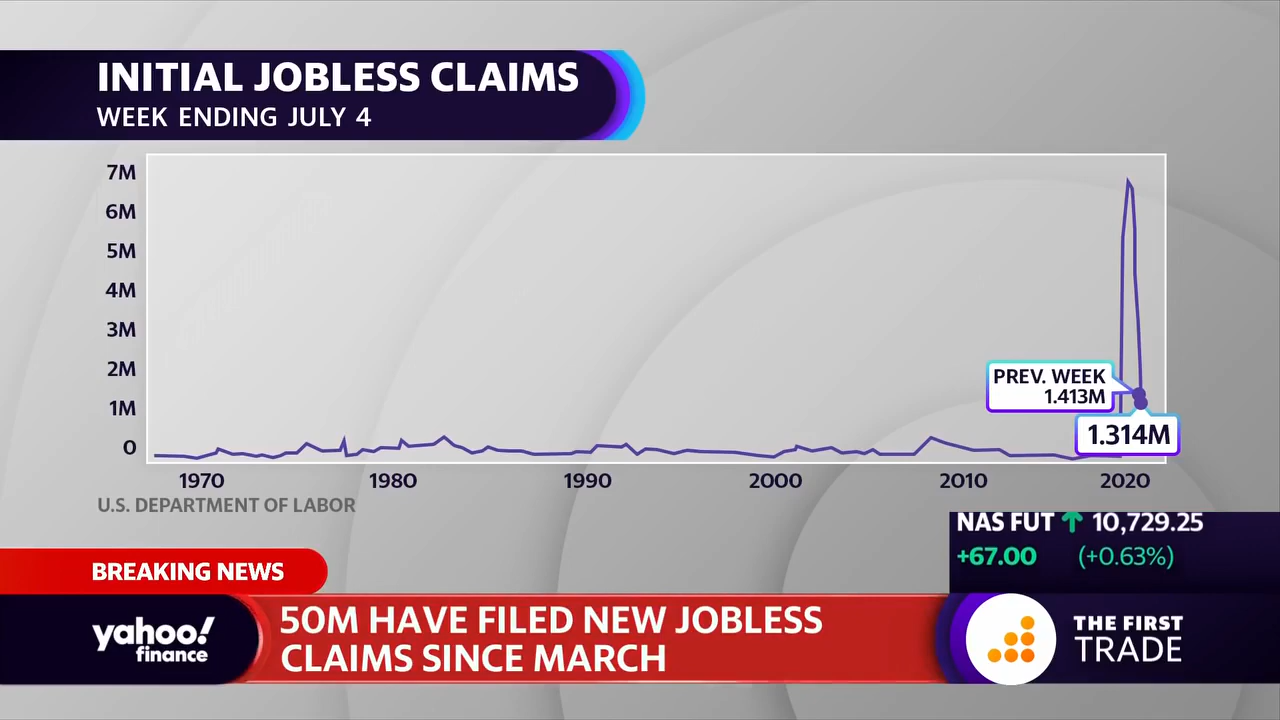 INITIAL JOBLESS CLAIMS
WEEK ENDING JULY 4
7M
6M
5M
4M
3M
2M
1M
0
PREV. WEEK
1.413M
1.314M
1970 1980 1990 2000 2010 2020
U.S. DEPARTMENT OF LABOR
NAS FUT 10,729.25
+67.00 (+0.63%)
BREAKING NEWS
yahoo!
finance
50M HAVE FILED NEW JOBLESS
CLAIMS SINCE MARCH
THE FIRST
TRADE